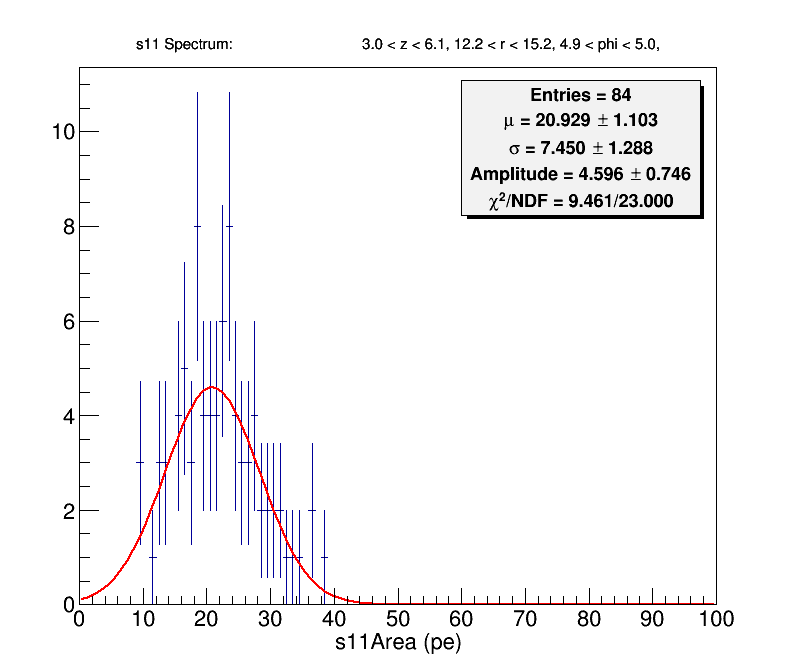 s11 Spectrum: 3.0 < z < 6.1, 12.2 < r < 15.2, 4.9 < phi < 5.0,
Entries = 84
μ = 20.929 ± 1.103
σ = 7.450 ± 1.288
Amplitude = 4.596 ± 0.746
χ²/NDF = 9.461/23.000
10
8
6
4
2
0
0 10 20 30 40 50 60 70 80 90 100
s11Area (pe)